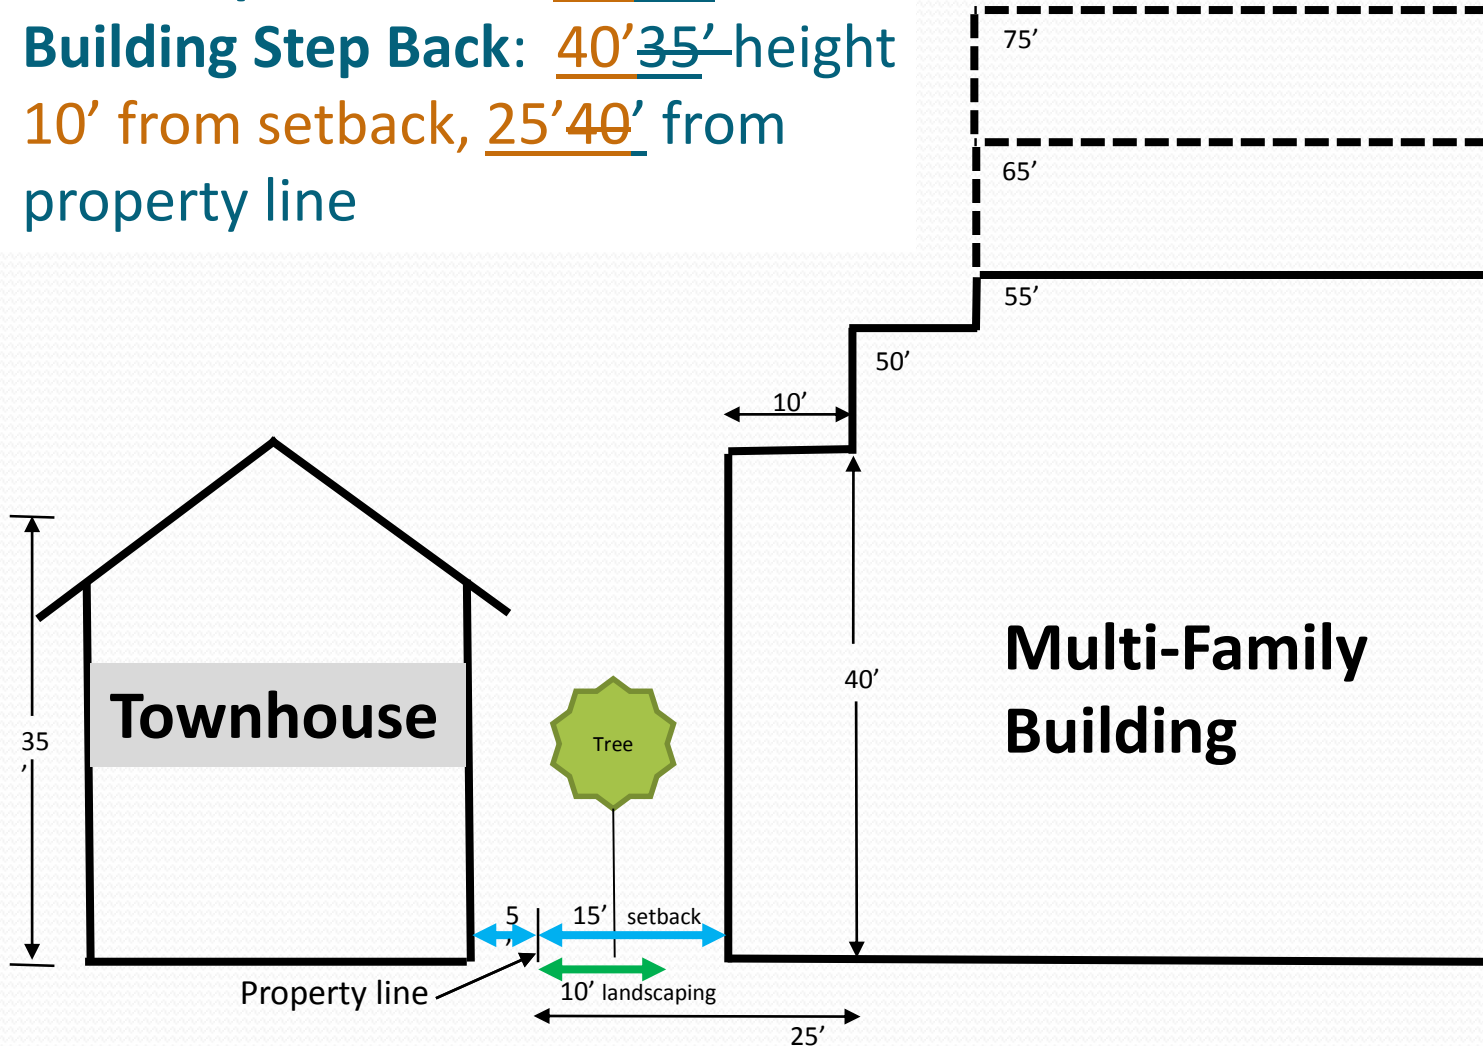 Building Step Back: 40'35' height
10’ from setback, 25'40’ from
property line
75’
65’
55’
50’
10’
40’
Multi-Family
Building
Townhouse
35
’
Tree
5
’
15’ setback
Property line
10’ landscaping
25’